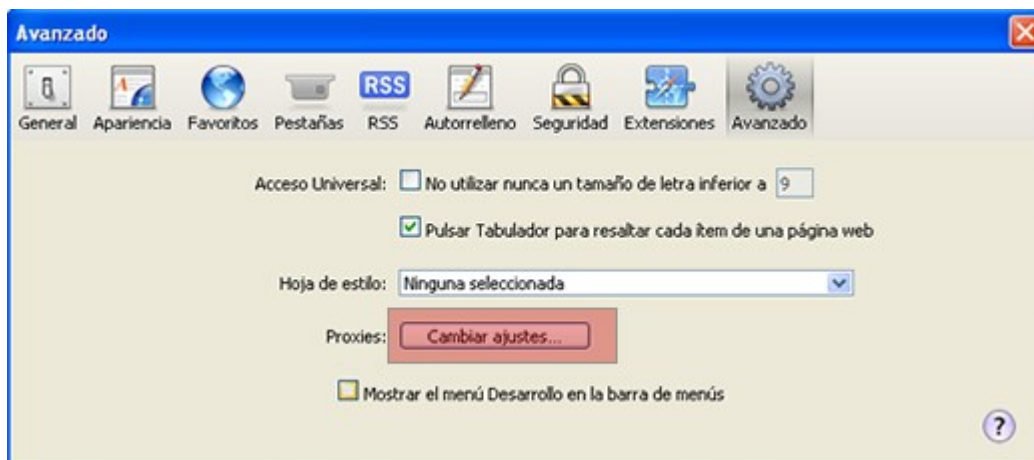 Avanzado
General Apariencia Favoritos Pestañas RSS Autorrelleno Seguridad Extensiones Avanzado
Acceso Universal: No utilizar nunca un tamaño de letra inferior a 9
Pulsar Tabulador para resaltar cada ítem de una página web
Hoja de estilo: Ninguna seleccionada
Proxies: Cambiar ajustes...
Mostrar el menú Desarrollo en la barra de menús
?